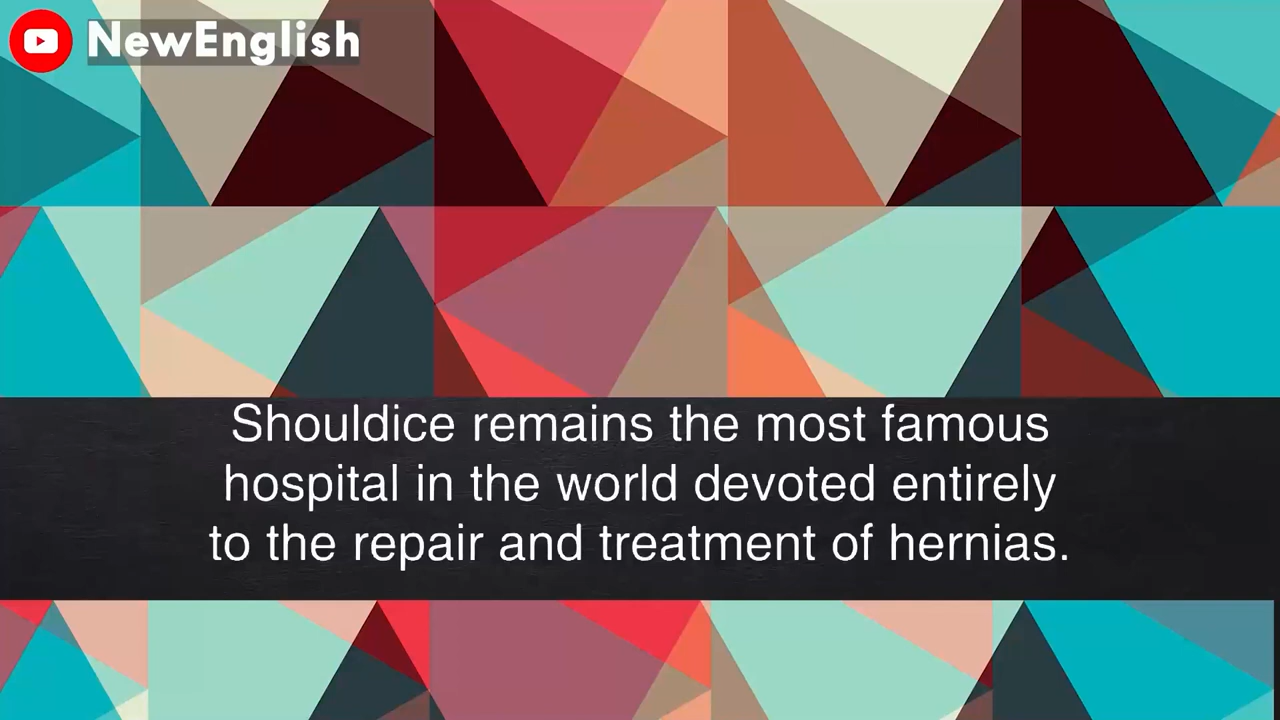 NewEnglish
Shouldice remains the most famous
hospital in the world devoted entirely
to the repair and treatment of hernias.